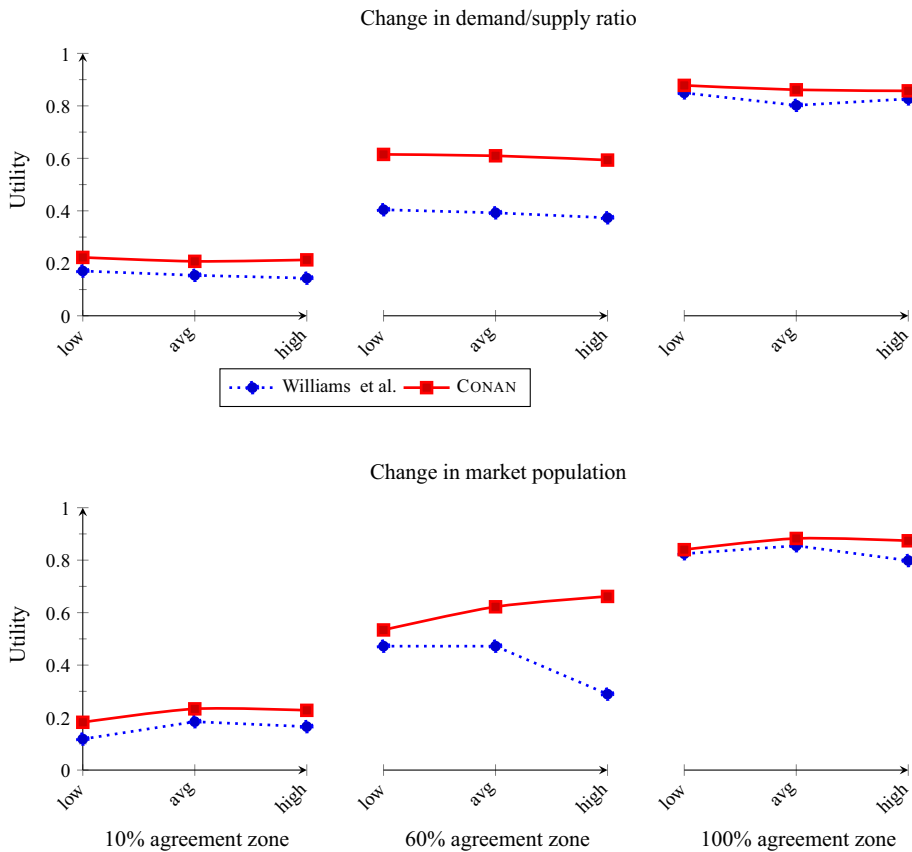 Change in demand/supply ratio
1
0.8
0.6
0.4
0.2
0
Utility
low avg high low avg high low avg high
Williams et al. CONAN
Change in market population
1
0.8
0.6
0.4
0.2
0
Utility
low avg high low avg high low avg high
10% agreement zone 60% agreement zone 100% agreement zone